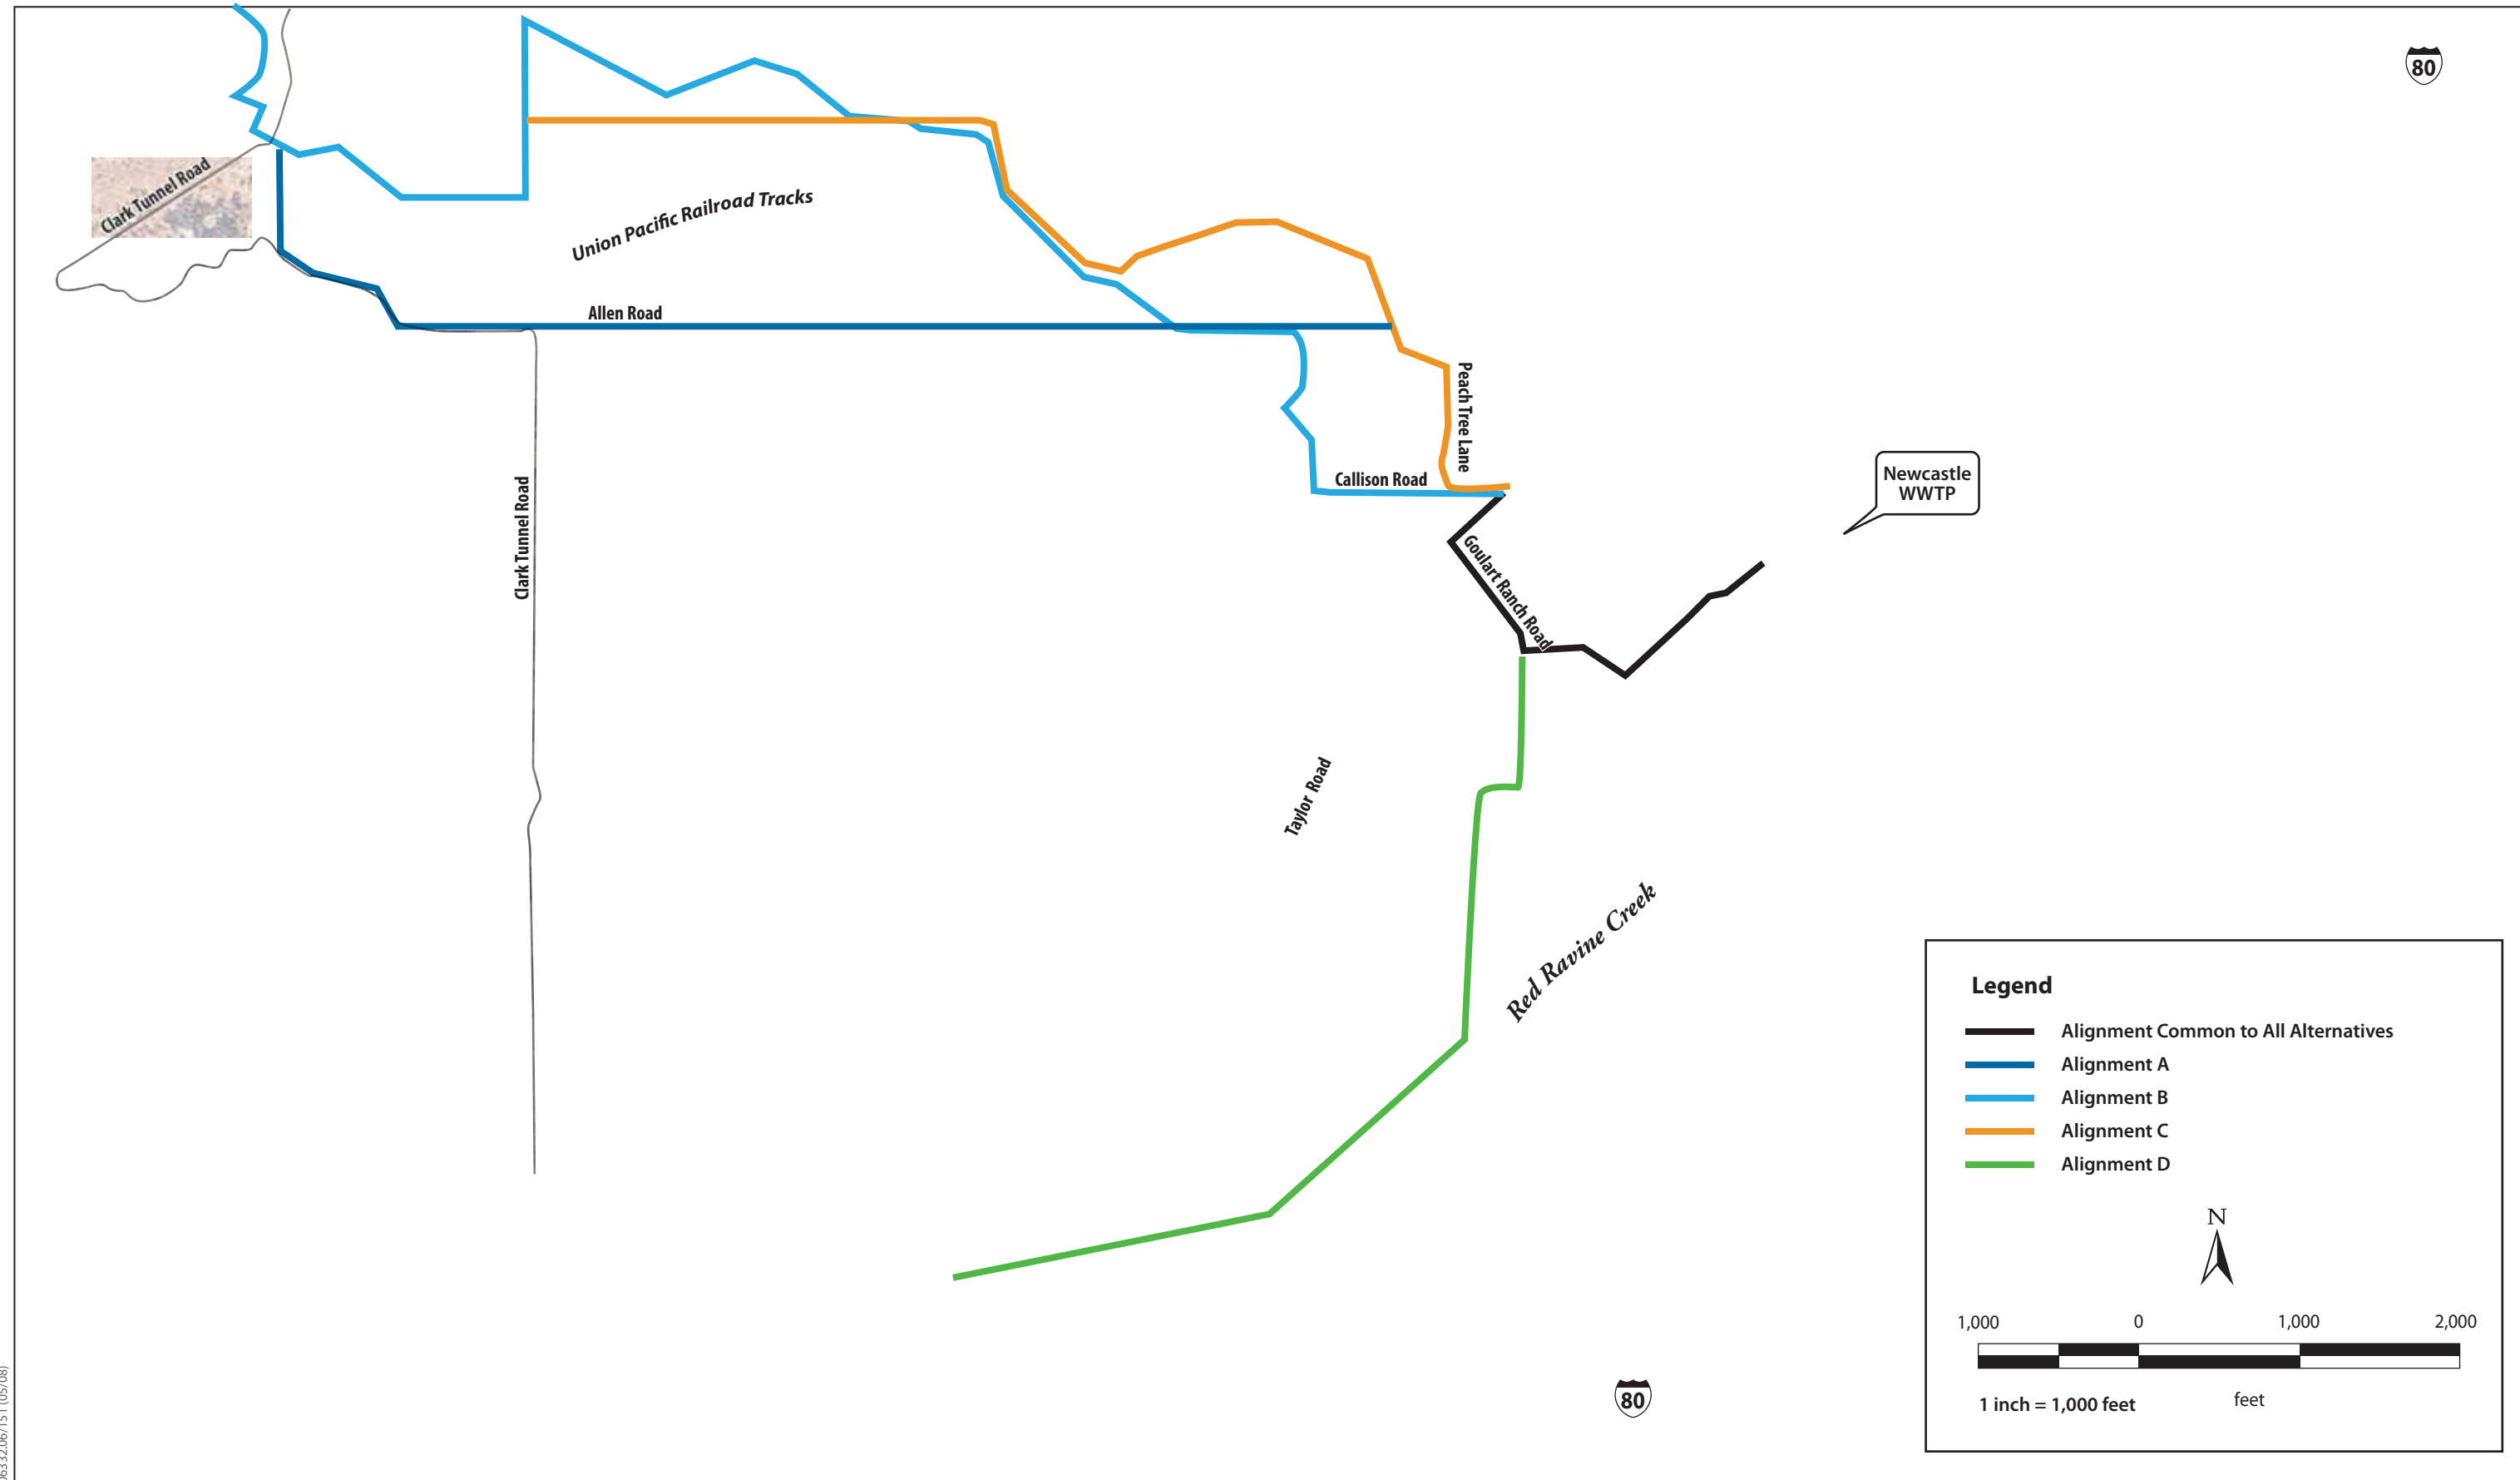 80
Clark Tunnel Road
Union Pacific Railroad Tracks
Allen Road
Peach Tree Lane
Callison Road
Newcastle
WWTP
Clark Tunnel Road
Goulart Ranch Road
Taylor Road
Red Ravine Creek
Legend
Alignment Common to All Alternatives
Alignment A
Alignment B
Alignment C
Alignment D
N
1,000 0 1,000 2,000
1 inch = 1,000 feet
feet
80